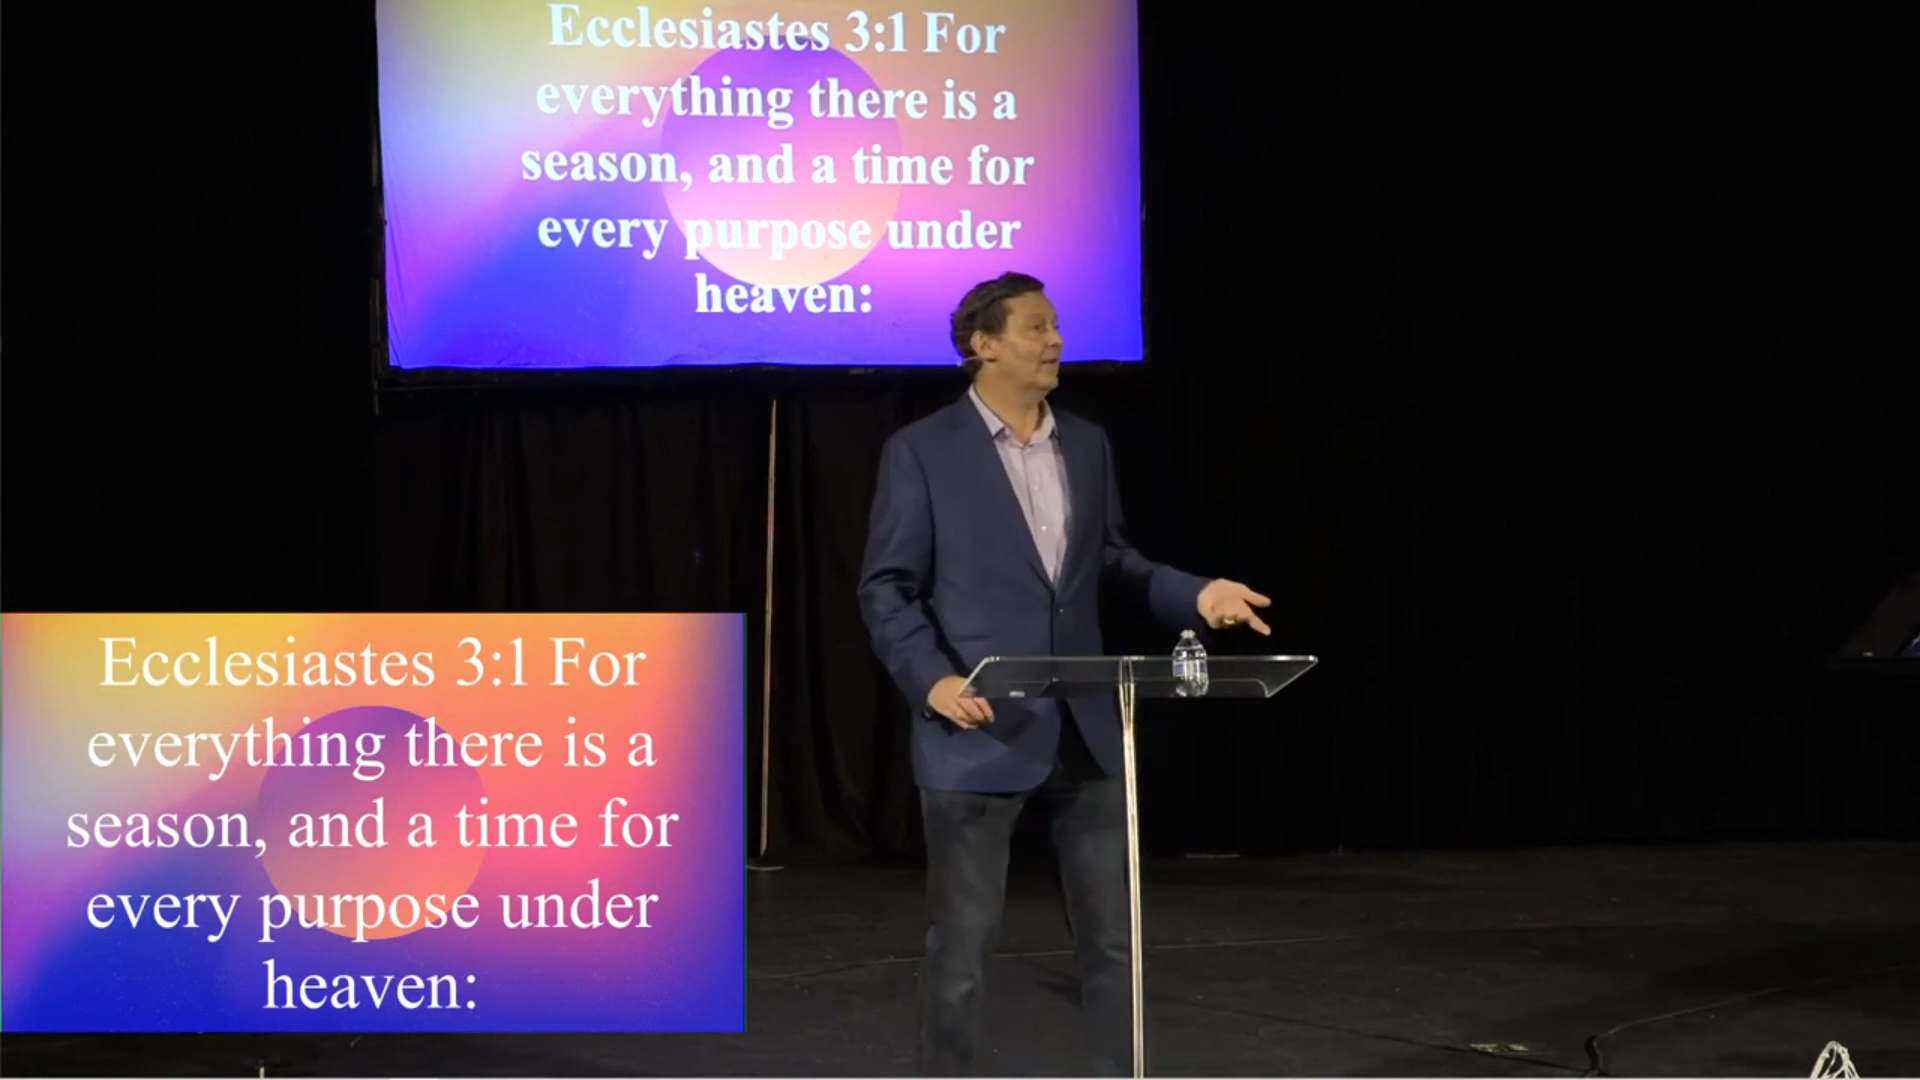 Ecclesiastes 3:1 For
everything there is a
season, and a time for
every purpose under
heaven:
Ecclesiastes 3:1 For
everything there is a
season, and a time for
every purpose under
heaven: